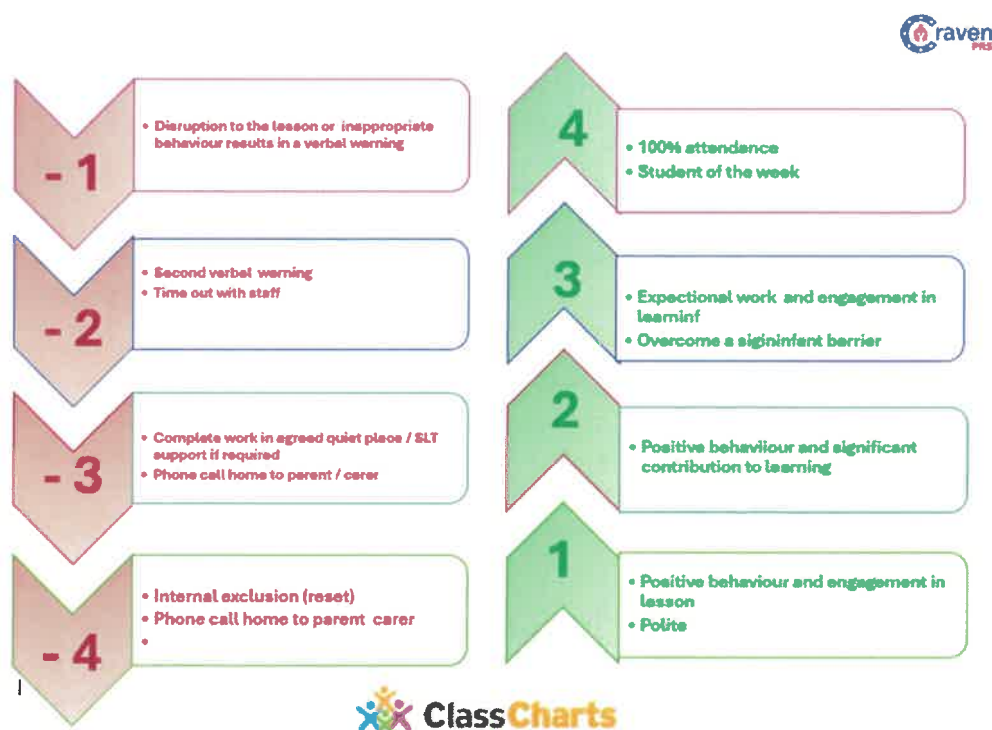 Craven
PRS
- 1
• Disruption to the lesson or inappropriate
behaviour results in a verbal warning
- 2
• Second verbal warning
• Time out with staff
- 3
• Complete work in agreed quiet place / SLT
support if required
• Phone call home to parent / carer
- 4
• Internal exclusion (reset)
• Phone call home to parent carer
•
4
• 100% attendance
• Student of the week
3
• Expectional work and engagement in
learninf
• Overcome a sigininfant barrier
2
• Positive behaviiour and significant
contribution to learning
1
• Positive behaviour and engagement in
lesson
• Polite
ClassCharts